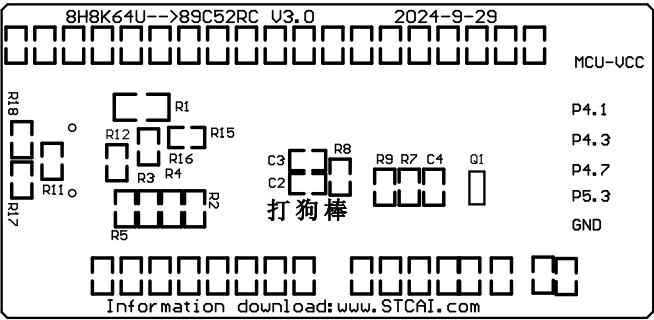 8H8K64U-->89C52RC V3.0 2024-9-29
MCU-VCC
R18
R1
P4.1
R12
R15
R8
P4.3
R16
C3
R9 R7 C4 Q1
R11
R3 R4
C2
P4.7
R17
R5
R2
打狗棒
P5.3
GND
Information download:www.STCAI.com